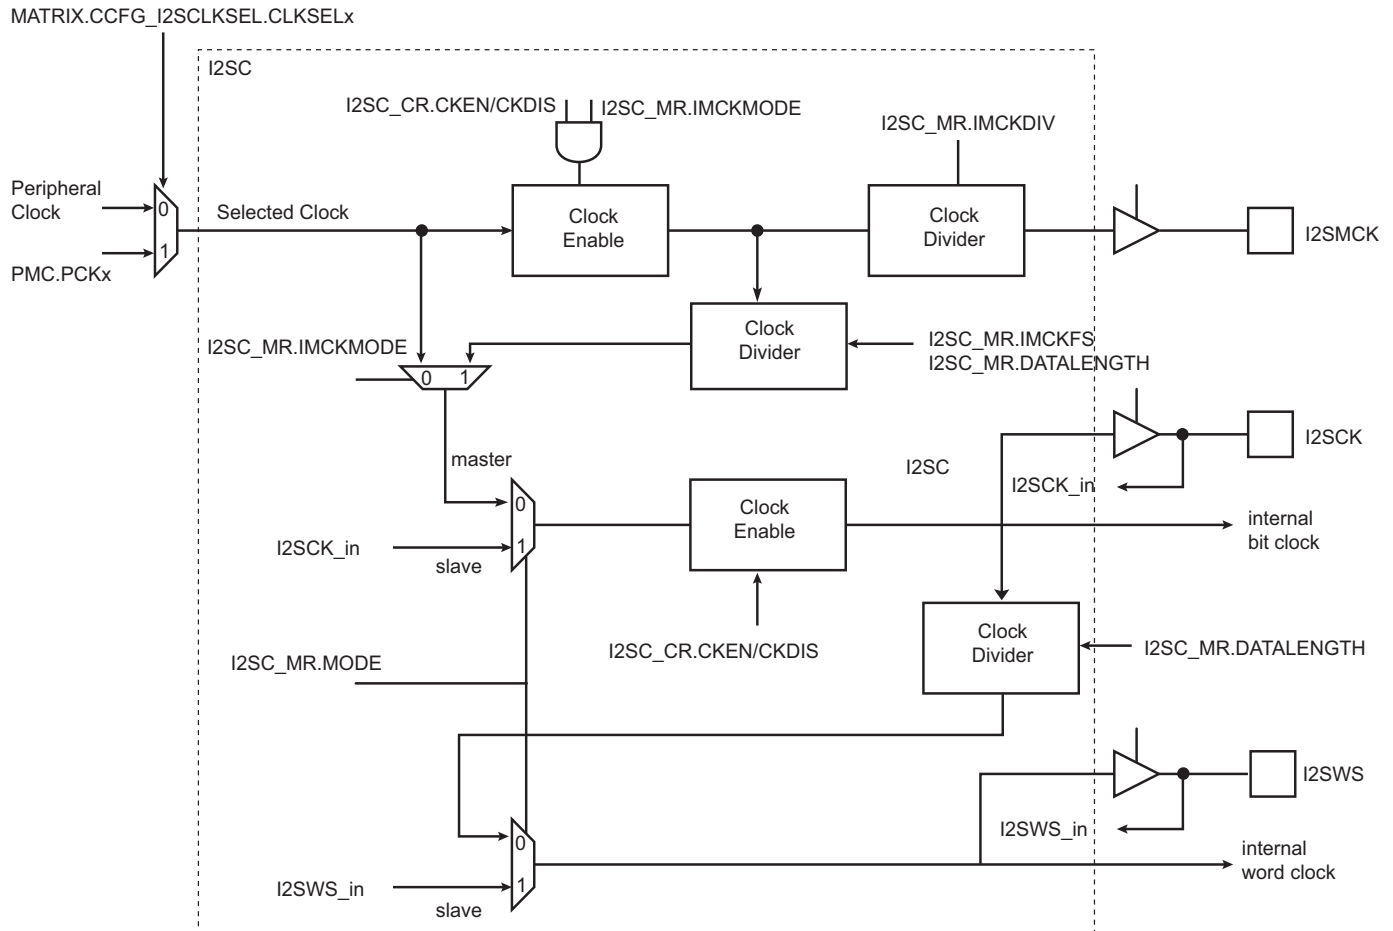 MATRIX.CCFG_I2SCLKSEL.CLKSELx
I2SC
I2SC_CR.CKEN/CKDIS
I2SC_MR.IMCKMODE
I2SC_MR.IMCKDIV
Peripheral
Clock
0
1
PMC.PCKx
Selected Clock
Clock
Enable
Clock
Divider
I2SMCK
I2SC_MR.IMCKMODE
0 1
Clock
Divider
I2SC_MR.IMCKFS
I2SC_MR.DATALENGTH
master
I2SC
I2SCK
I2SCK_in
0
1
I2SCK_in
slave
Clock
Enable
internal
bit clock
I2SC_CR.CKEN/CKDIS
Clock
Divider
I2SC_MR.DATALENGTH
I2SC_MR.MODE
I2SWS
I2SWS_in
0
1
I2SWS_in
slave
internal
word clock